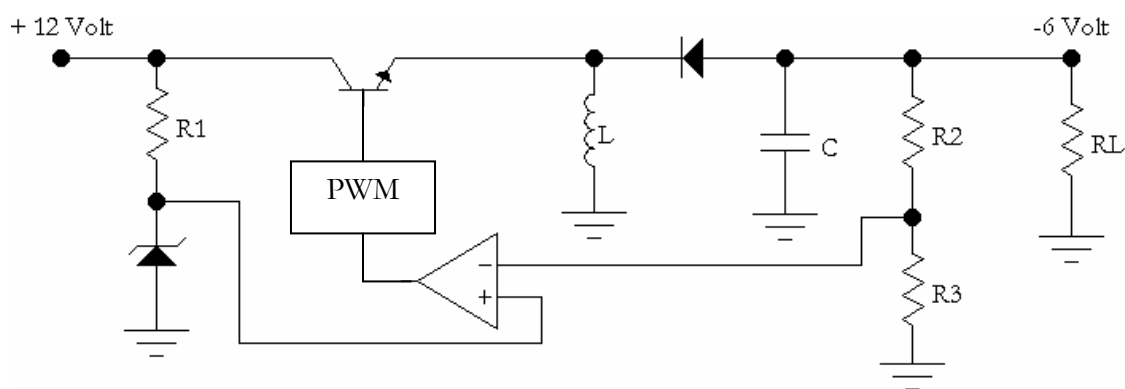 + 12 Volt
-6 Volt
R1
L
C
R2
RL
PWM
−
+
R3